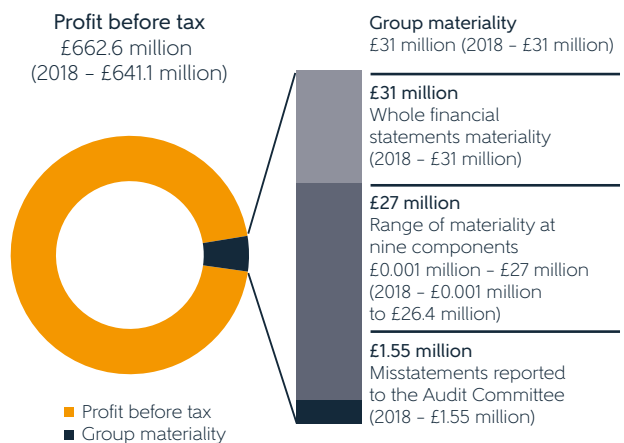 Profit before tax
£662.6 million
(2018 – £641.1 million)
Group materiality
£31 million (2018 – £31 million)
£31 million
Whole financial
statements materiality
(2018 – £31 million)
£27 million
Range of materiality at
nine components
£0.001 million – £27 million
(2018 – £0.001 million
to £26.4 million)
£1.55 million
Misstatements reported
to the Audit Committee
(2018 – £1.55 million)
Profit before tax
Group materiality